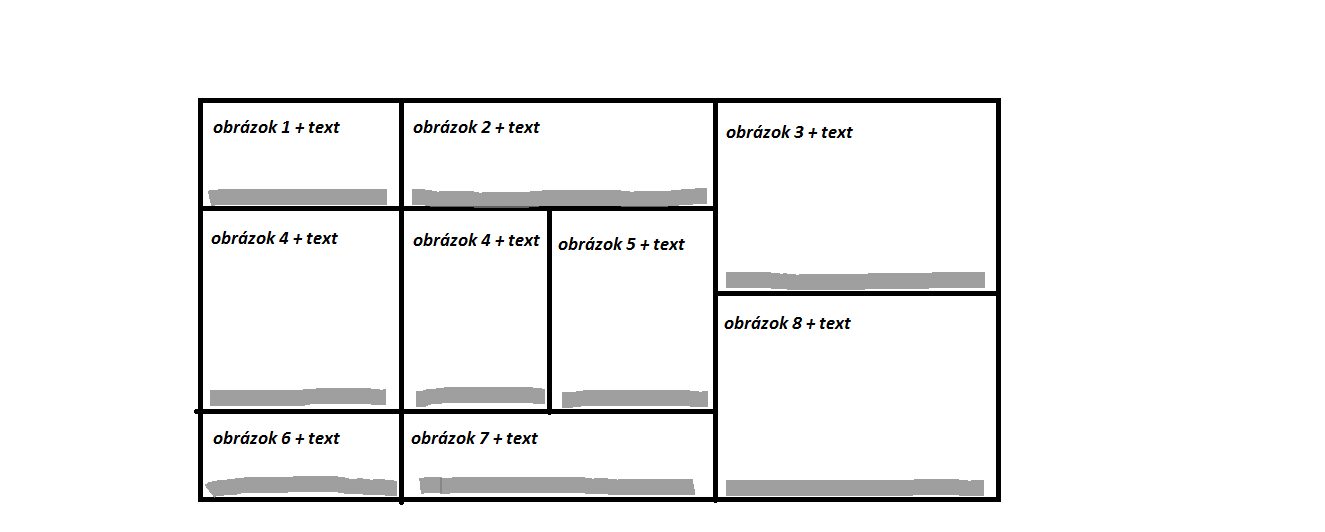 obrázok 1 + text
obrázok 2 + text
obrázok 3 + text
obrázok 4 + text
obrázok 4 + text
obrázok 5 + text
obrázok 8 + text
obrázok 6 + text
obrázok 7 + text